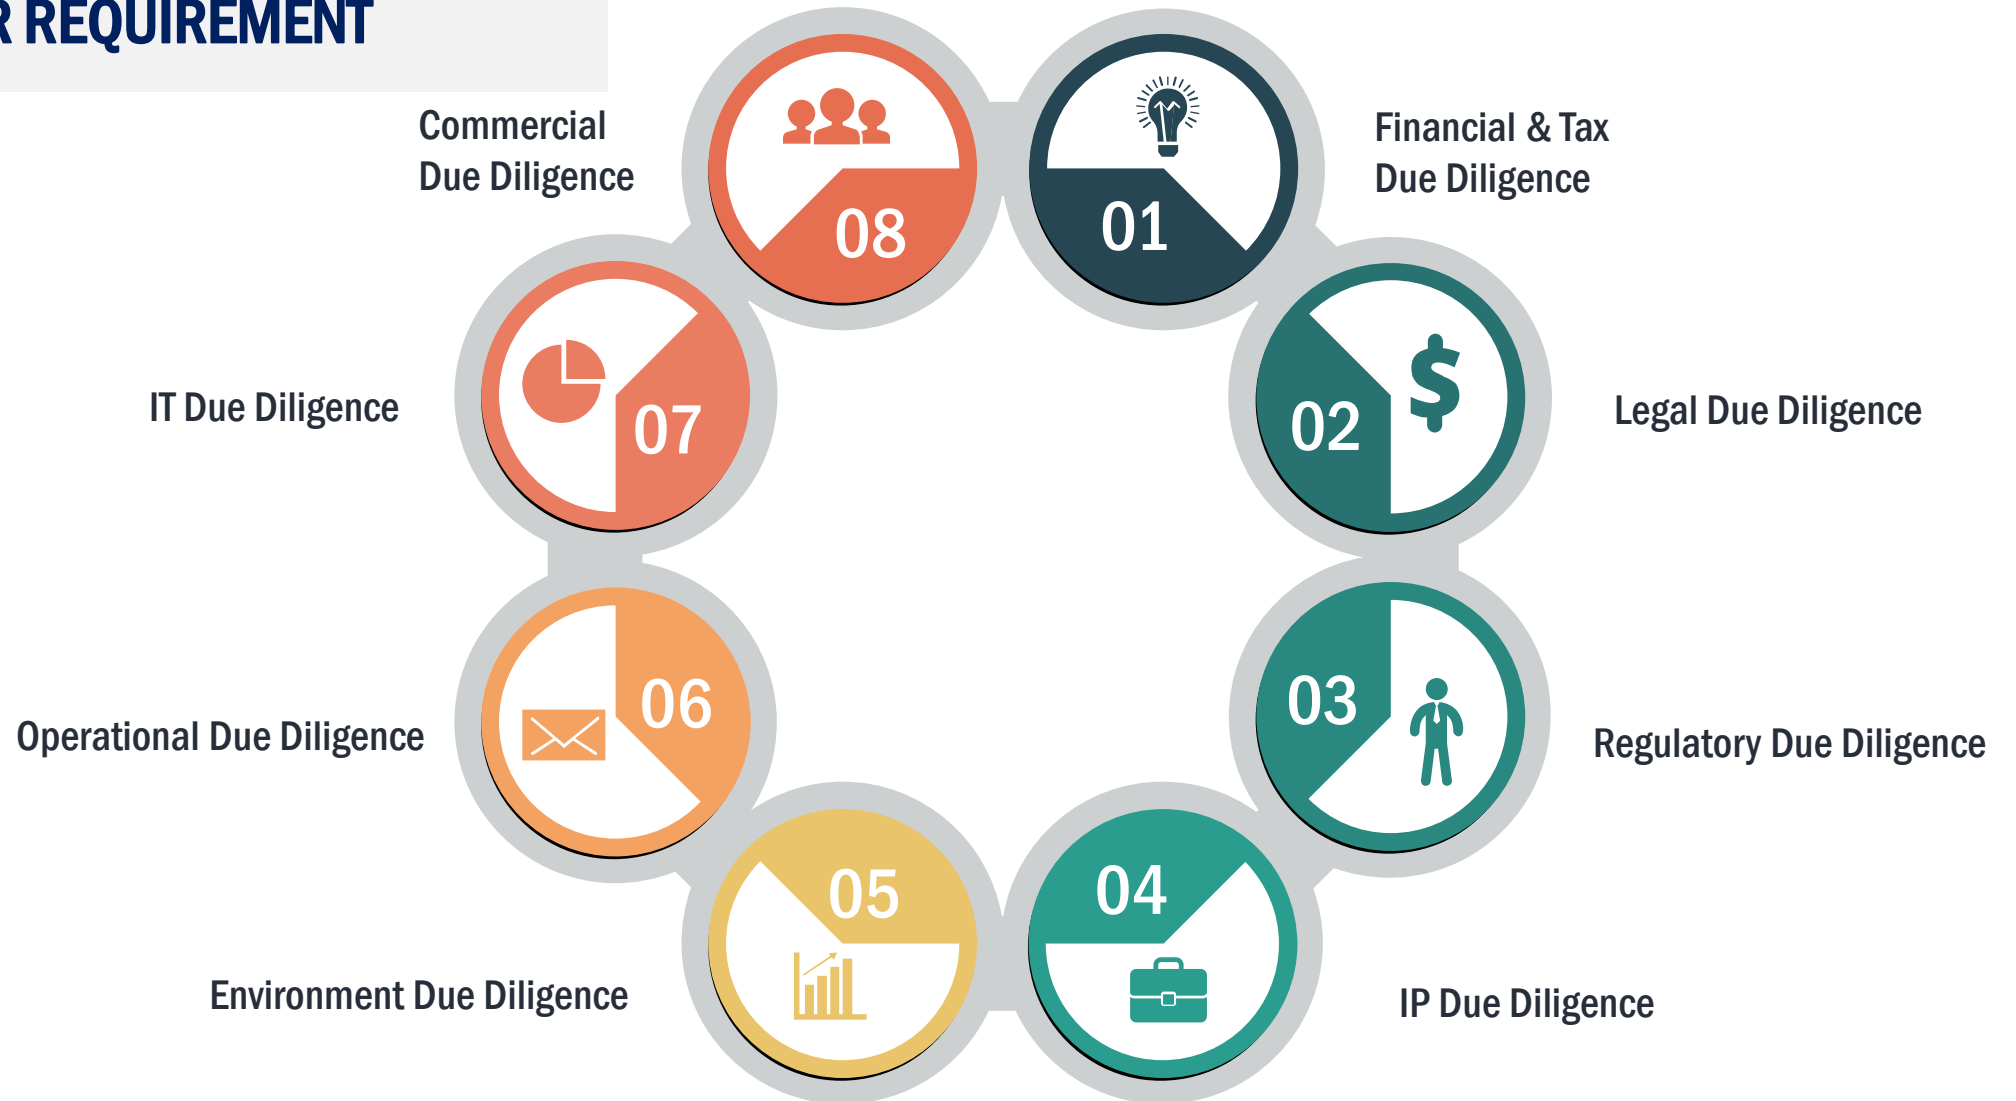 R REQUIREMENT
Commercial
Due Diligence
08
01
Financial & Tax
Due Diligence
IT Due Diligence
07
02
Legal Due Diligence
Operational Due Diligence
06
03
Regulatory Due Diligence
Environment Due Diligence
05
04
IP Due Diligence